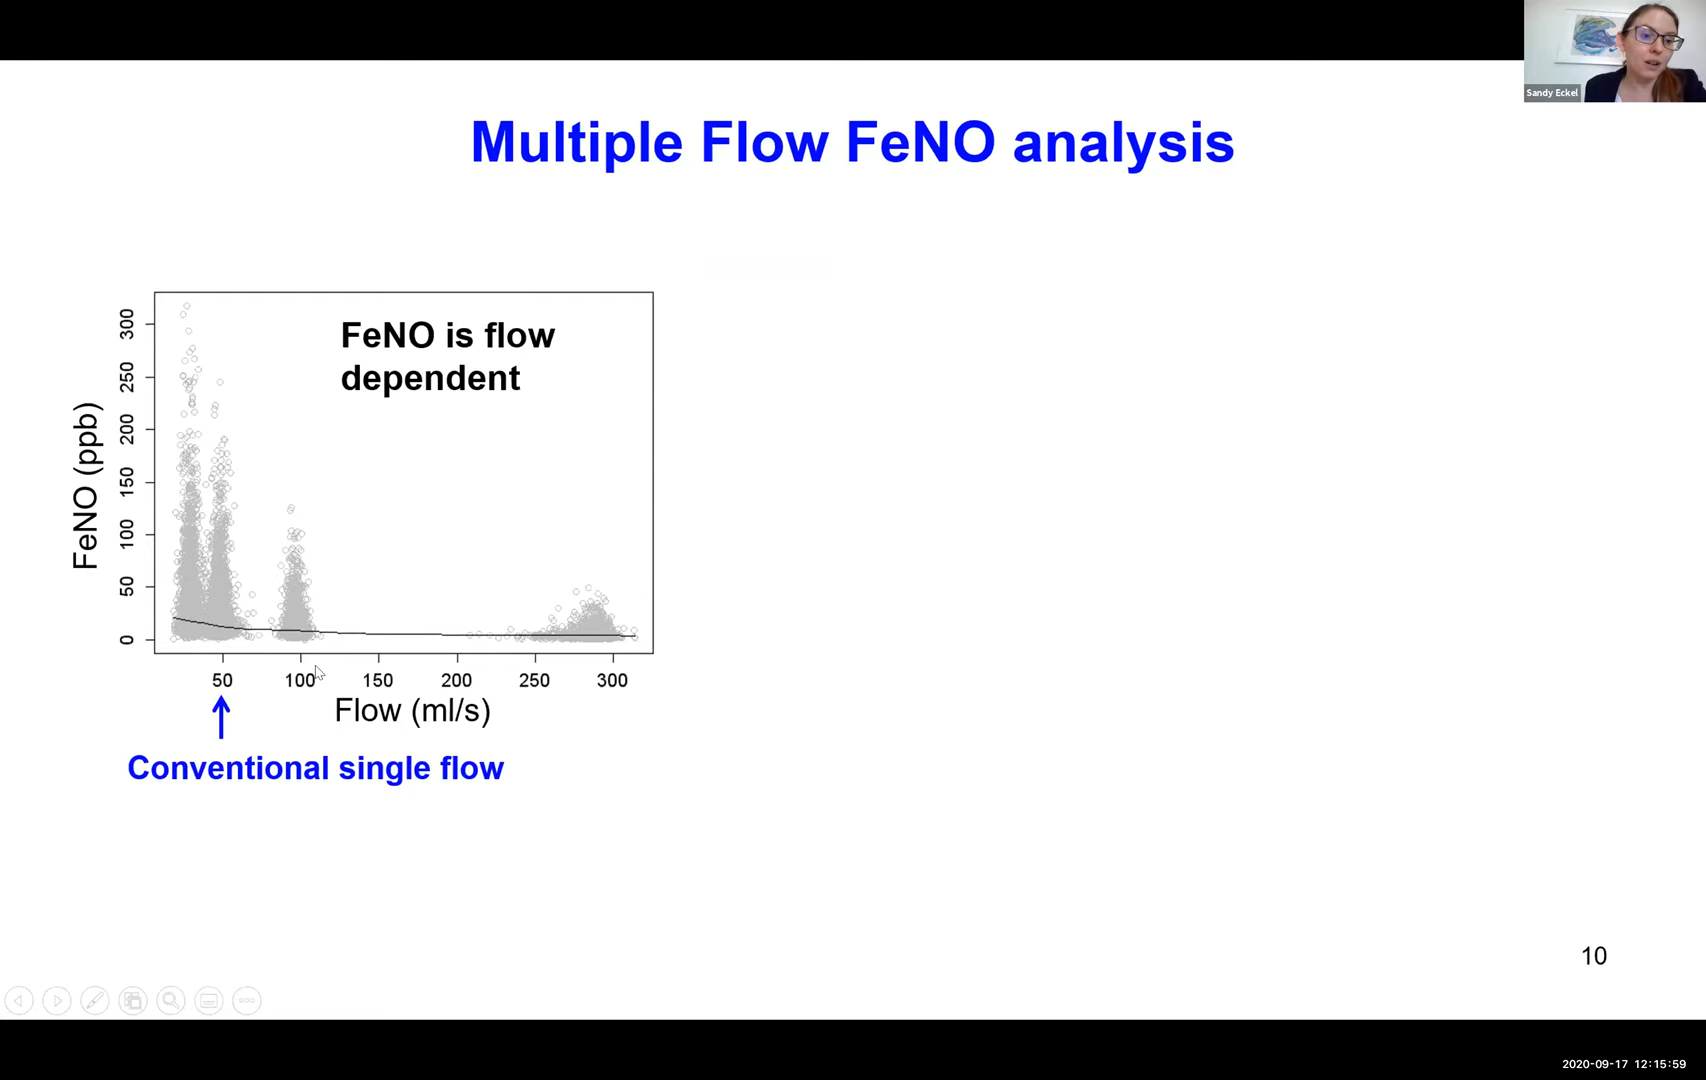 Sandy Eckel
Multiple Flow FeNO analysis
FeNO is flow
dependent
FeNO (ppb)
300
250
200
150
100
50
0
50 100 150 200 250 300
Flow (ml/s)
Conventional single flow
10
2020-09-17 12:15:59